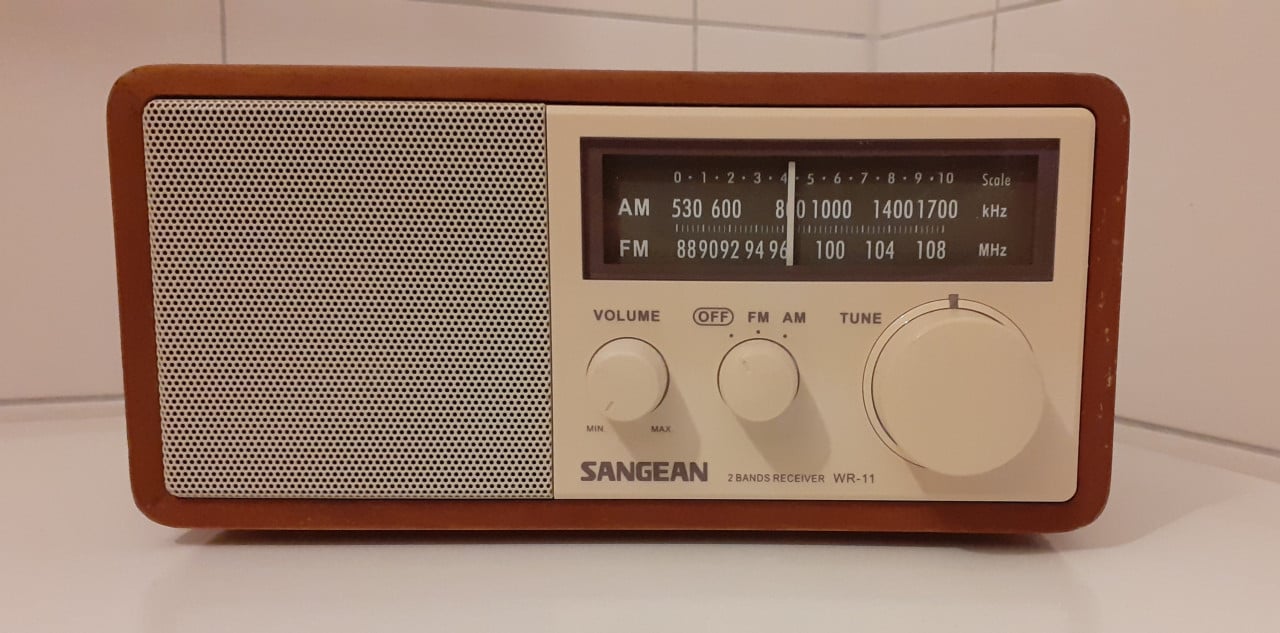 0 · 1 · 2 · 3 · 4 · 5 · 6 · 7 · 8 · 9 · 10 Scale
AM 530 600 800 1000 1400 1700 kHz
FM 88 90 92 94 96 100 104 108 MHz
VOLUME OFF FM AM TUNE
MIN MAX
SANGEAN 2 BANDS RECEIVER WR-11